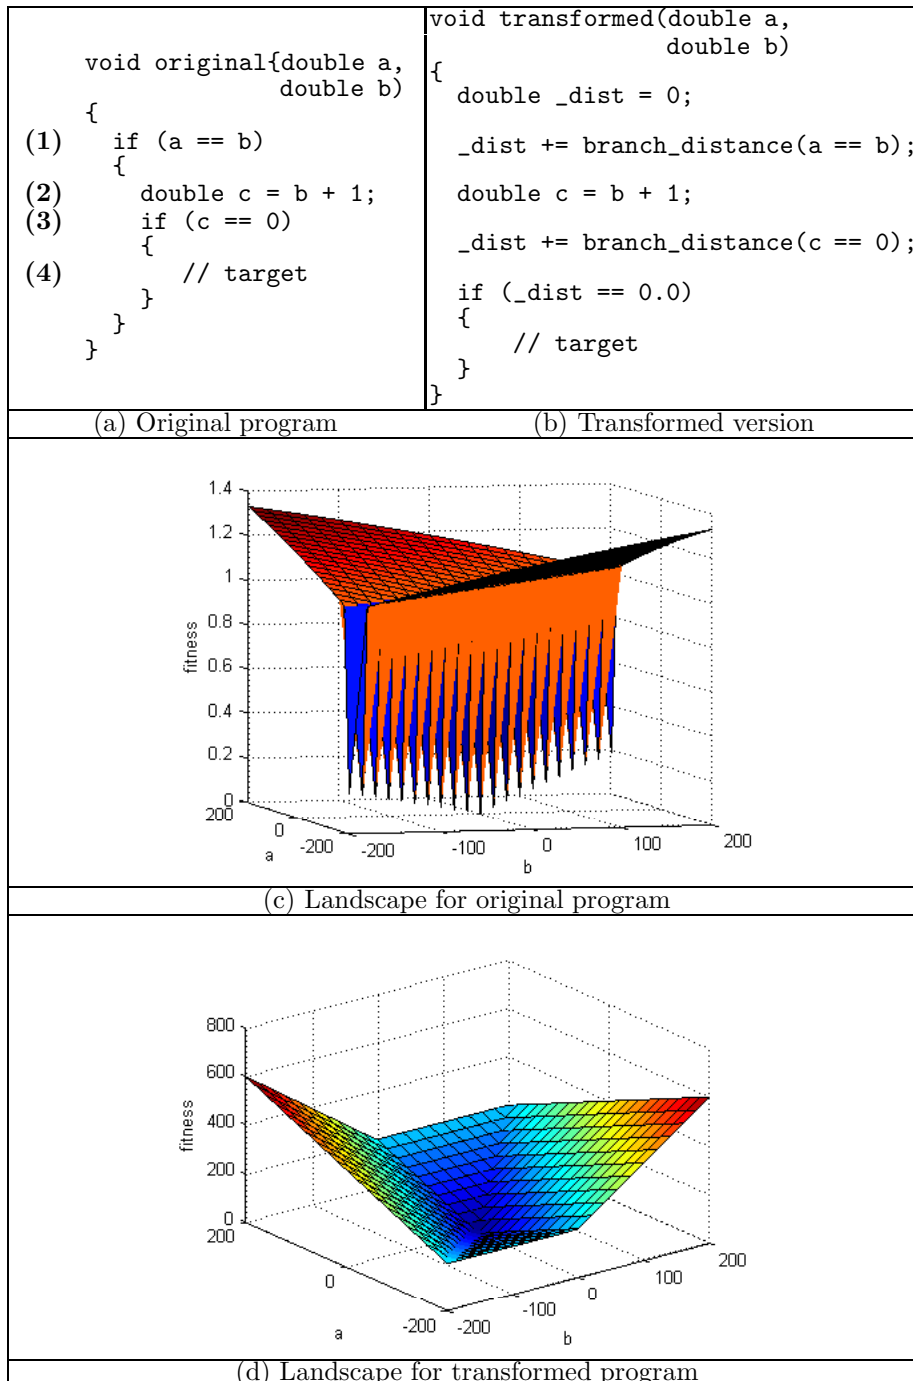 void original{double a,
double b)
{
(1) if (a == b)
{
(2) double c = b + 1;
(3) if (c == 0)
{
(4) // target
}
}
}
void transformed(double a,
double b)
{
double _dist = 0;
_dist += branch_distance(a == b);
double c = b + 1;
_dist += branch_distance(c == 0);
if (_dist == 0.0)
{
// target
}
}
(a) Original program
(b) Transformed version
1.4
1.2
1
0.8
0.6
0.4
0.2
0
fitness
200
0
-200
a
-200
-100
0
100
200
b
(c) Landscape for original program
800
600
400
200
0
fitness
200
0
-200
a
-200
-100
0
100
200
b
(d) Landscape for transformed program